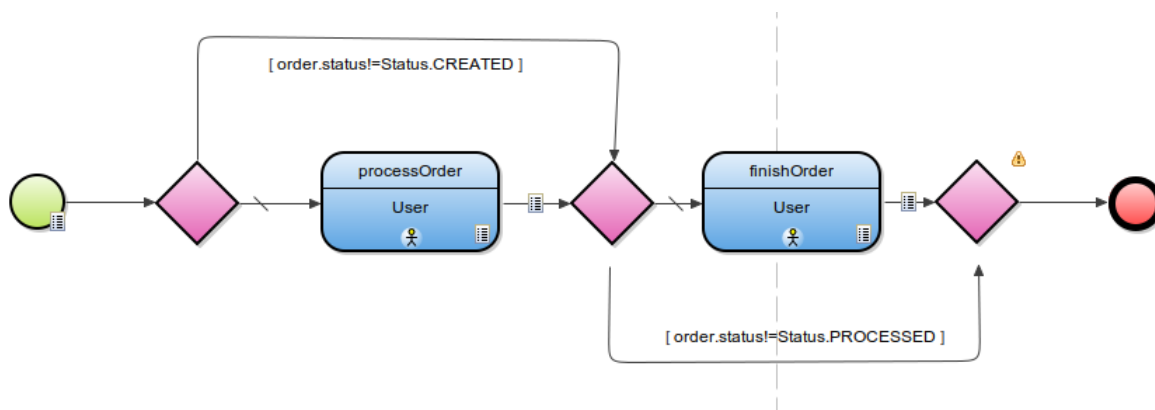 [ order.status!=Status.CREATED ]
processOrder
User
finishOrder
User
[ order.status!=Status.PROCESSED ]